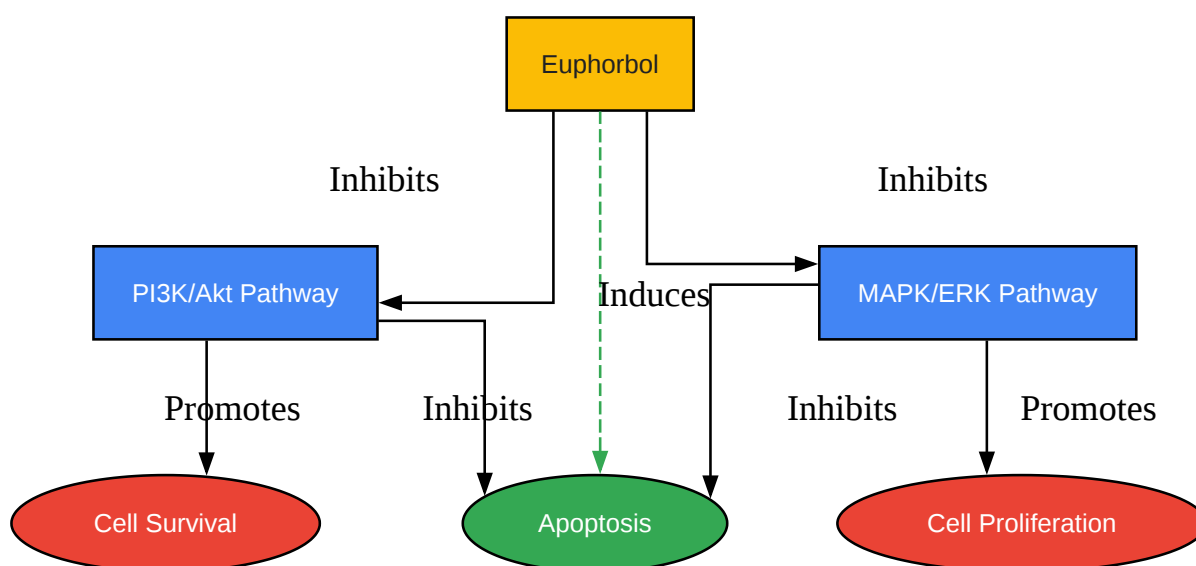 Euphorbol
Inhibits
Inhibits
PI3K/Akt Pathway
Induces
MAPK/ERK Pathway
Promotes
Inhibits
Inhibits
Promotes
Cell Survival
Apoptosis
Cell Proliferation